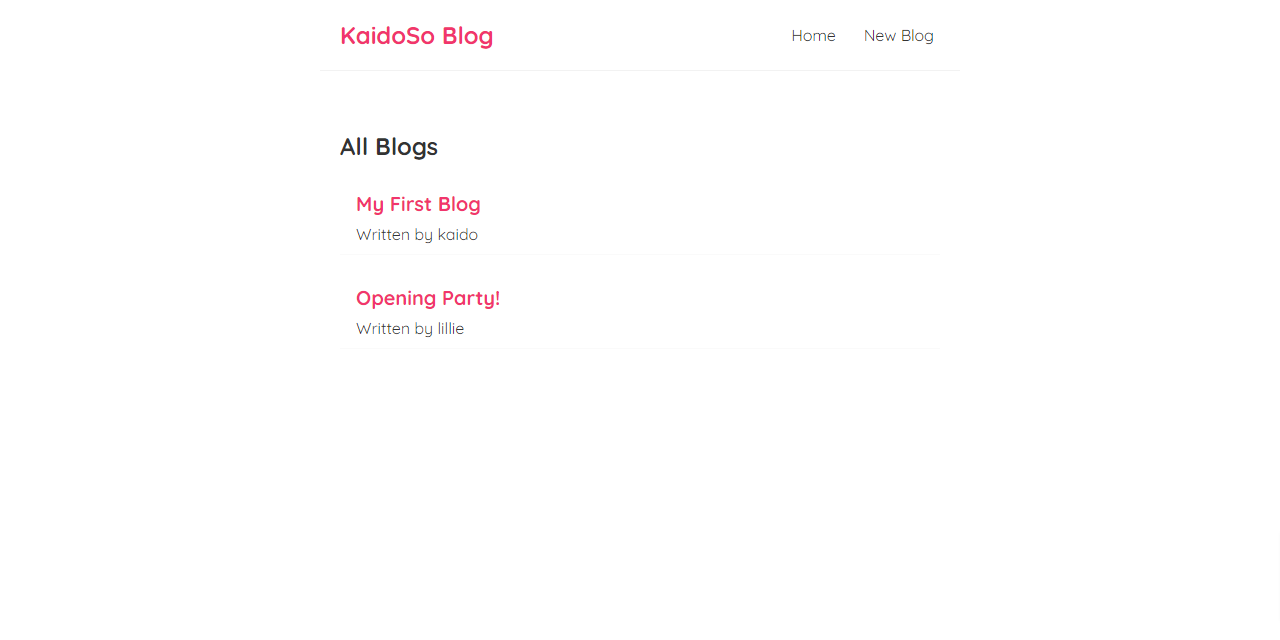 KaidoSo Blog
Home
New Blog
All Blogs
My First Blog
Written by kaido
Opening Party!
Written by lillie